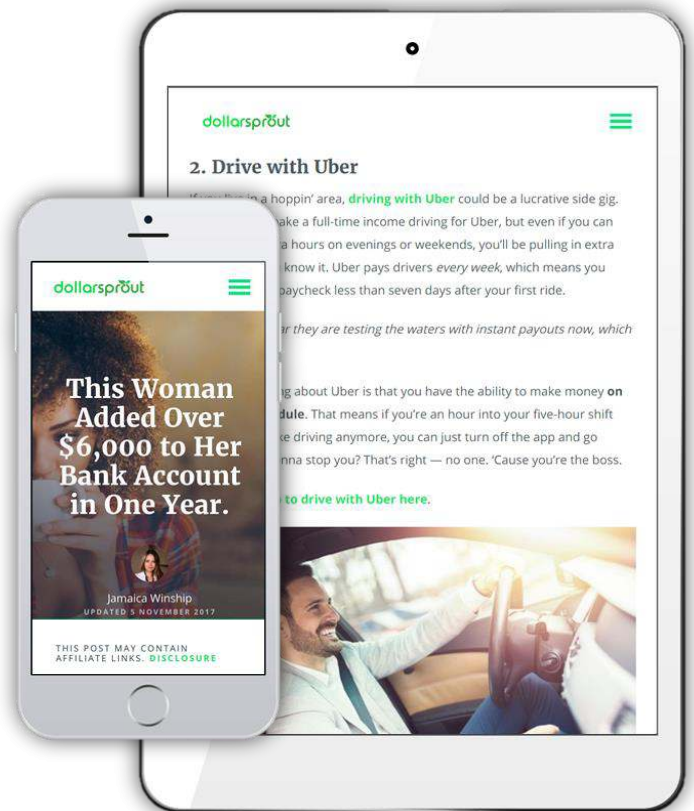 dollarsprout
2. Drive with Uber
in a hoppin’ area, driving with Uber could be a lucrative side gig.
a full-time income driving for Uber, but even if you can
hours on evenings or weekends, you’ll be pulling in extra
know it. Uber pays drivers every week, which means you
paycheck less than seven days after your first ride.
they are testing the waters with instant payouts now, which
about Uber is that you have the ability to make money on
That means if you’re an hour into your five-hour shift
driving anymore, you can just turn off the app and go
stop you? That’s right — no one. ‘Cause you’re the boss.
to drive with Uber here.
dollarsprout
This Woman
Added Over
$6,000 to Her
Bank Account
in One Year.
Jamaica Winship
UPDATED 5 NOVEMBER 2017
THIS POST MAY CONTAIN
AFFILIATE LINKS. DISCLOSURE